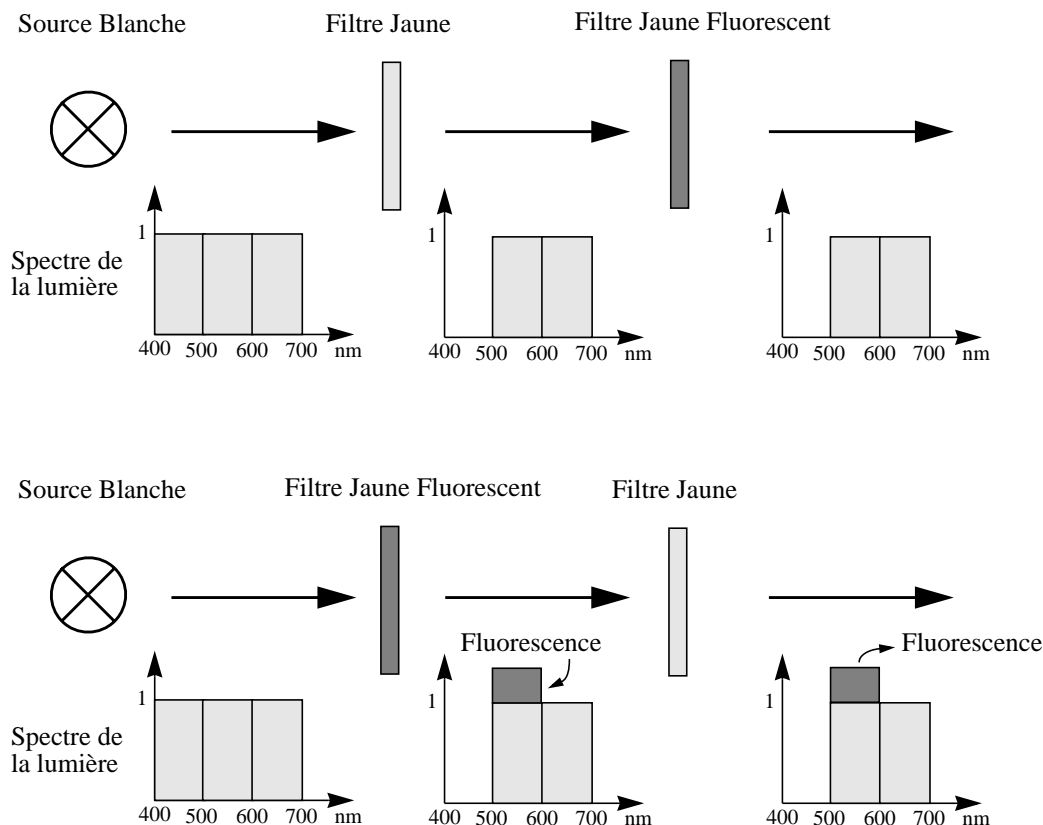 Source Blanche Filtre Jaune Filtre Jaune Fluorescent
1 1 1
Spectre de
la lumière
400 500 600 700 nm 400 500 600 700 nm 400 500 600 700 nm
Source Blanche Filtre Jaune Fluorescent Filtre Jaune
Fluorescence Fluorescence
1 1 1
Spectre de
la lumière
400 500 600 700 nm 400 500 600 700 nm 400 500 600 700 nm